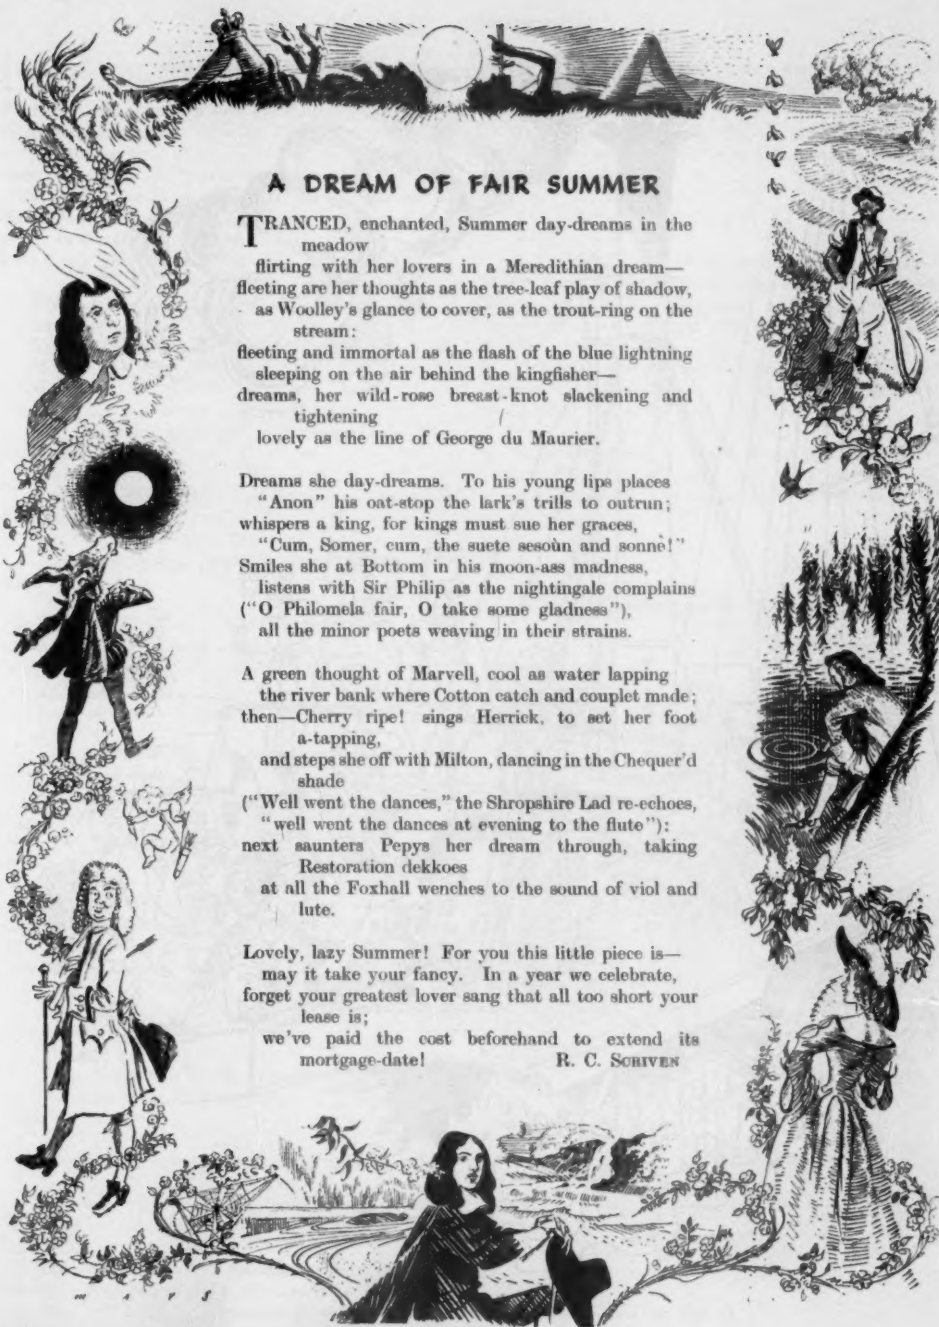 A DREAM OF FAIR SUMMER
TRANCED, enchanted, Summer day-dreams in the
meadow
flirting with her lovers in a Meredithian dream—
fleeting are her thoughts as the tree-leaf play of shadow,
as Woolley's glance to cover, as the trout-ring on the
stream:
fleeting and immortal as the flash of the blue lightning
sleeping on the air behind the kingfisher—
dreams, her wild-rose breast-knot slackening and
tightening
lovely as the line of George du Maurier.
Dreams she day-dreams. To his young lips places
"Anon" his oat-stop the lark's trills to outrun;
whispers a king, for kings must sue her graces,
"Cum, Somer, cum, the suete sesoùn and sonnè!"
Smiles she at Bottom in his moon-ass madness,
listens with Sir Philip as the nightingale complains
("O Philomela fair, O take some gladness"),
all the minor poets weaving in their strains.
A green thought of Marvell, cool as water lapping
the river bank where Cotton catch and couplet made;
then—Cherry ripe! sings Herrick, to set her foot
a-tapping,
and steps she off with Milton, dancing in the Chequer'd
shade
("Well went the dances," the Shropshire Lad re-echoes,
"well went the dances at evening to the flute"):
next saunters Pepys her dream through, taking
Restoration dekkoes
at all the Foxhall wenches to the sound of viol and
lute.
Lovely, lazy Summer! For you this little piece is—
may it take your fancy. In a year we celebrate,
forget your greatest lover sang that all too short your
lease is;
we've paid the cost beforehand to extend its
mortgage-date! R. C. SCRIVEN